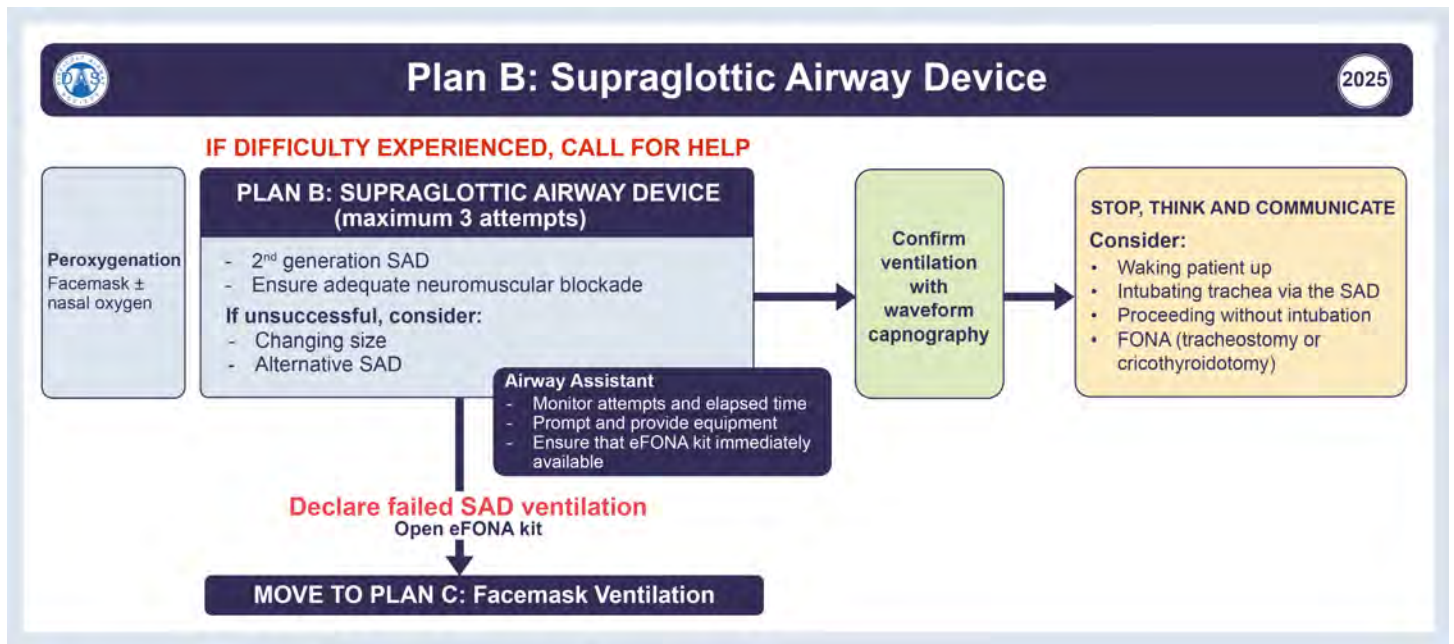 DAS
Plan B: Supraglottic Airway Device
2025
IF DIFFICULTY EXPERIENCED, CALL FOR HELP
Peroxygenation
Facemask ±
nasal oxygen
PLAN B: SUPRAGLOTTIC AIRWAY DEVICE
(maximum 3 attempts)
- 2nd generation SAD
- Ensure adequate neuromuscular blockade
If unsuccessful, consider:
- Changing size
- Alternative SAD
Airway Assistant
- Monitor attempts and elapsed time
- Prompt and provide equipment
- Ensure that eFONA kit immediately
available
Confirm
ventilation
with
waveform
capnography
STOP, THINK AND COMMUNICATE
Consider:
• Waking patient up
• Intubating trachea via the SAD
• Proceeding without intubation
• FONA (tracheostomy or
cricothyroidotomy)
Declare failed SAD ventilation
Open eFONA kit
MOVE TO PLAN C: Facemask Ventilation